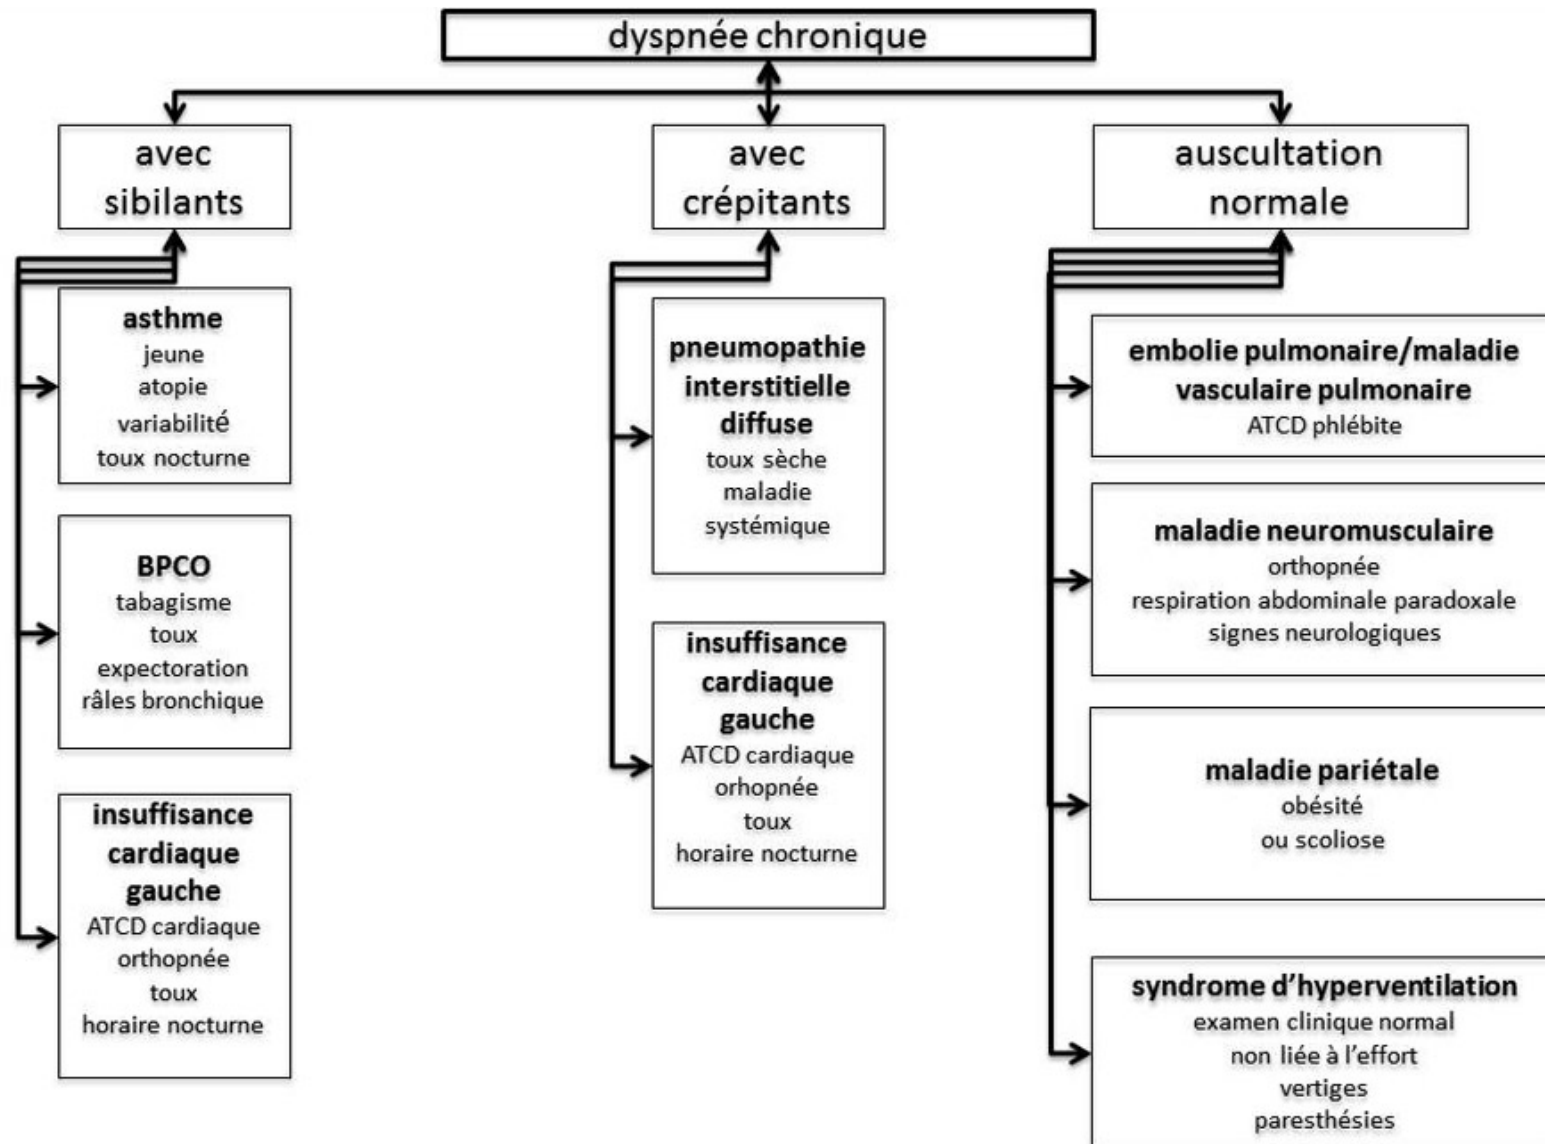 dyspnée chronique
avec
sibilants
asthme
jeune
atopie
variabilité
toux nocturne
BPCO
tabagisme
toux
expectoration
râles bronchique
insuffisance
cardiaque
gauche
ATCD cardiaque
orthopnée
toux
horaire nocturne
avec
crépitants
pneumopathie
interstitielle
diffuse
toux sèche
maladie
systémique
insuffisance
cardiaque
gauche
ATCD cardiaque
orhopnée
toux
horaire nocturne
auscultation
normale
embolie pulmonaire/maladie
vasculaire pulmonaire
ATCD phlébite
maladie neuromusculaire
orthopnée
respiration abdominale paradoxale
signes neurologiques
maladie pariétale
obésité
ou scoliose
syndrome d’hyperventilation
examen clinique normal
non liée à l’effort
vertiges
paresthésies